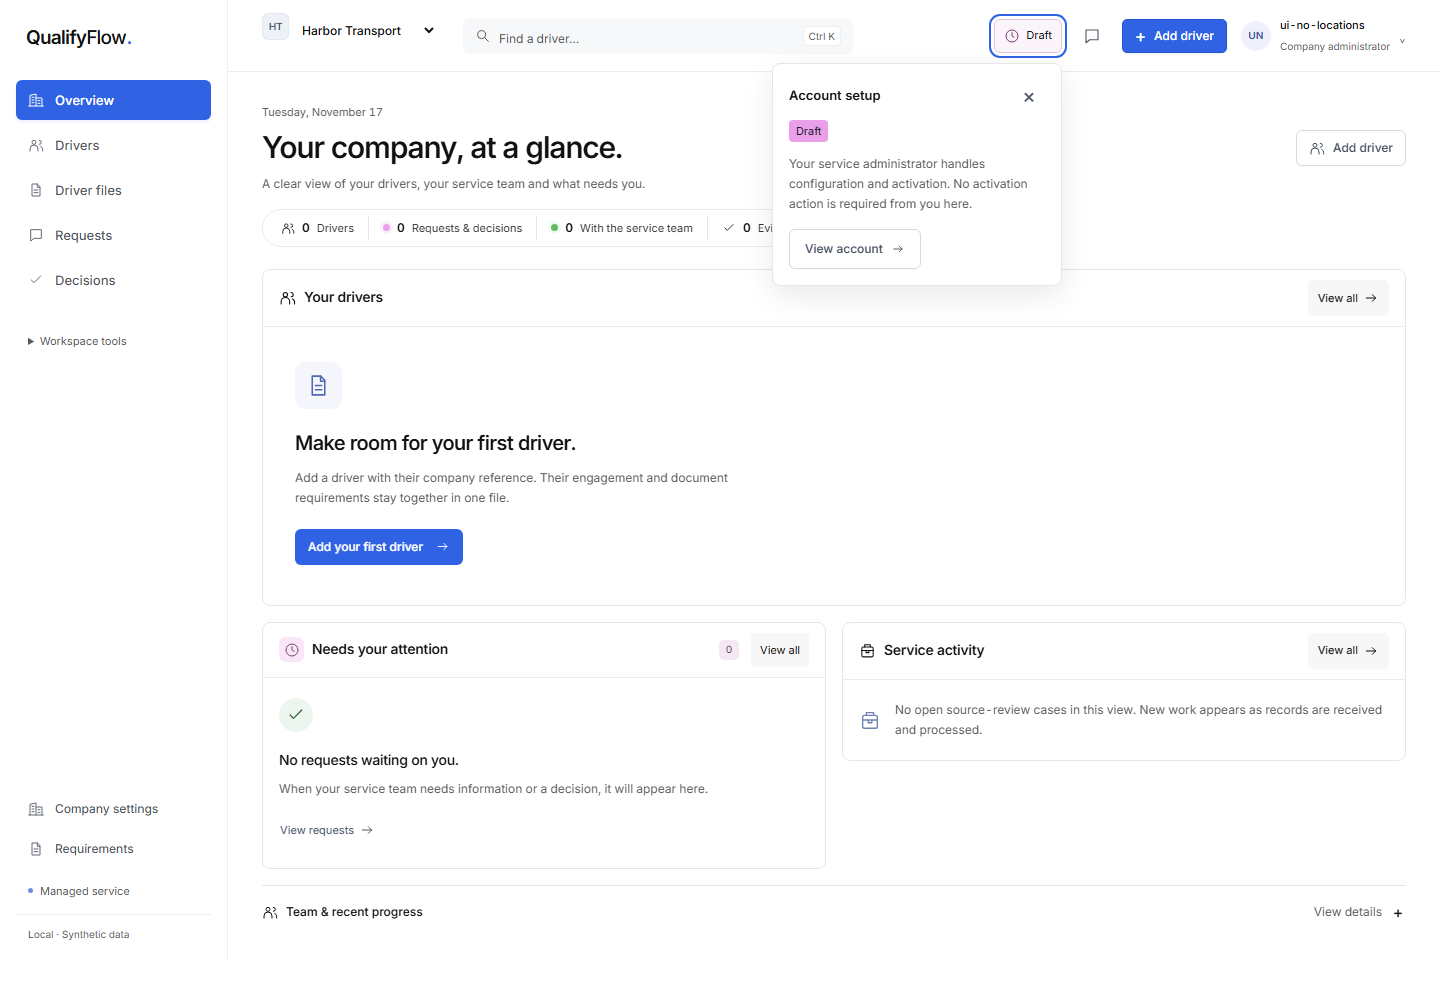 QualifyFlow.
HT
Harbor Transport
Find a driver...
Ctrl K
Draft
Add driver
UN
ui-no-locations
Company administrator
Overview
Drivers
Driver files
Requests
Decisions
Workspace tools
Company settings
Requirements
Managed service
Local · Synthetic data
Tuesday, November 17
Your company, at a glance.
A clear view of your drivers, your service team and what needs you.
Add driver
0 Drivers
0 Requests & decisions
0 With the service team
0 Evi
Account setup
Draft
Your service administrator handles
configuration and activation. No activation
action is required from you here.
View account
Your drivers
View all
Make room for your first driver.
Add a driver with their company reference. Their engagement and document
requirements stay together in one file.
Add your first driver
Needs your attention
0
View all
No requests waiting on you.
When your service team needs information or a decision, it will appear here.
View requests
Service activity
View all
No open source-review cases in this view. New work appears as records are received
and processed.
Team & recent progress
View details